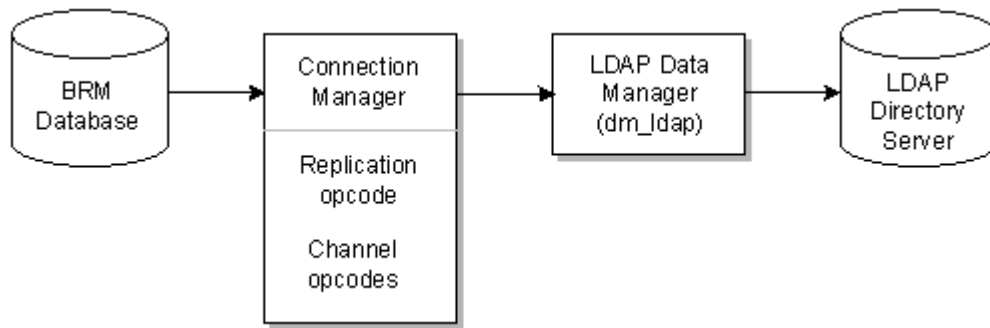 BRM
Database
Connection
Manager
Replication
opcode
Channel
opcodes
LDAP Data
Manager
(dm_ldap)
LDAP
Directory
Server